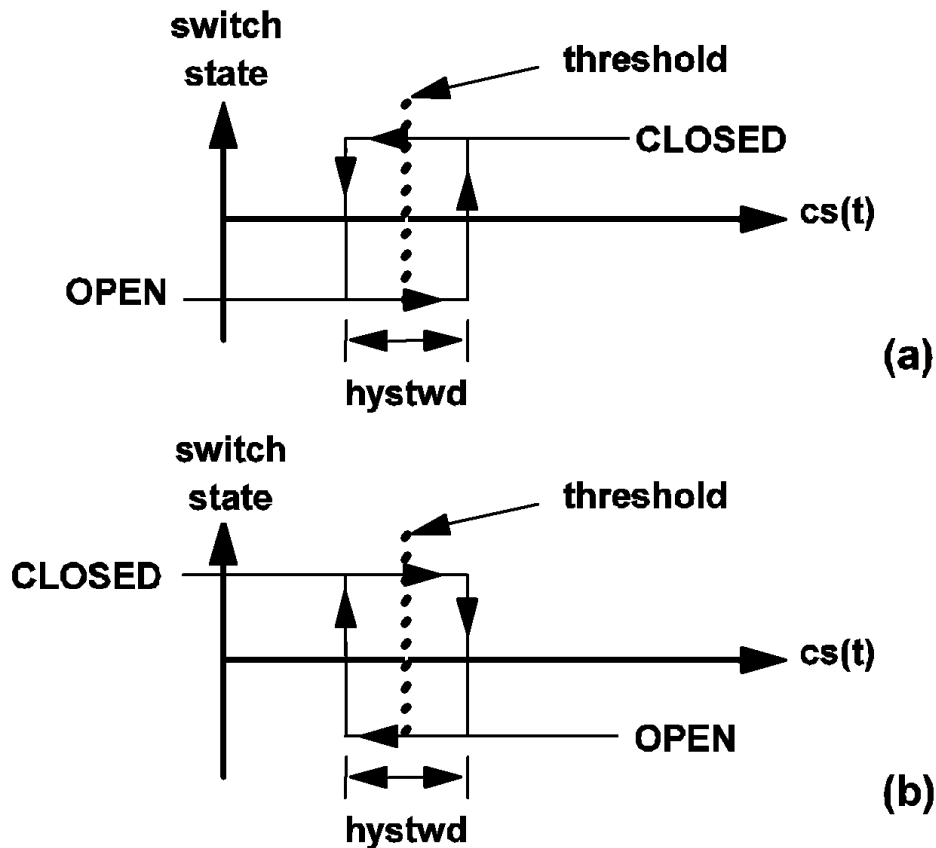 switch
state
threshold
CLOSED
cs(t)
OPEN
hystwd
(a)
switch
state
threshold
CLOSED
cs(t)
OPEN
hystwd
(b)